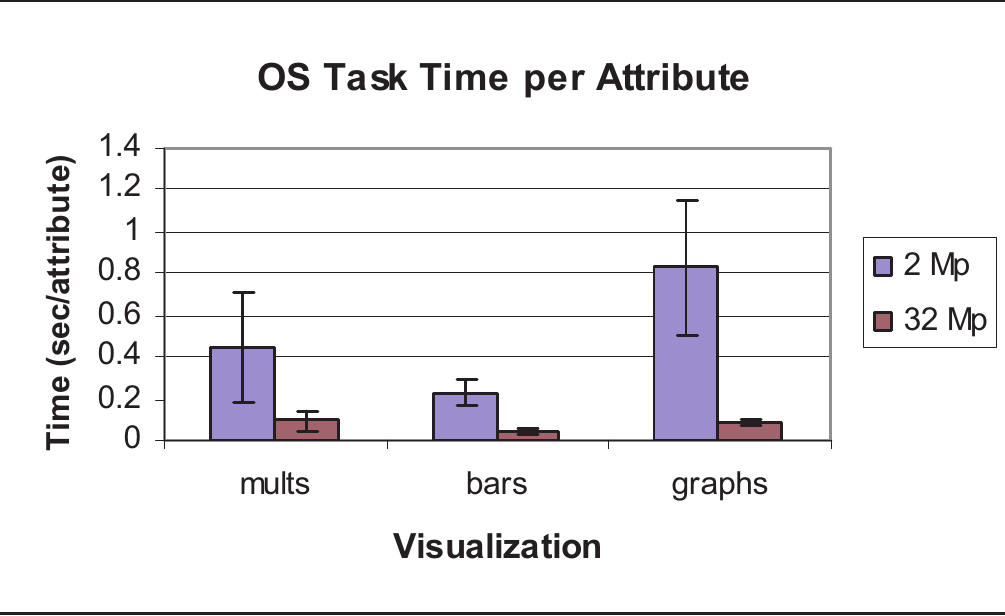 OS Task Time per Attribute
Time (sec/attribute)
1.4
1.2
1
0.8
0.6
0.4
0.2
0
mults bars graphs
Visualization
2 Mp
32 Mp